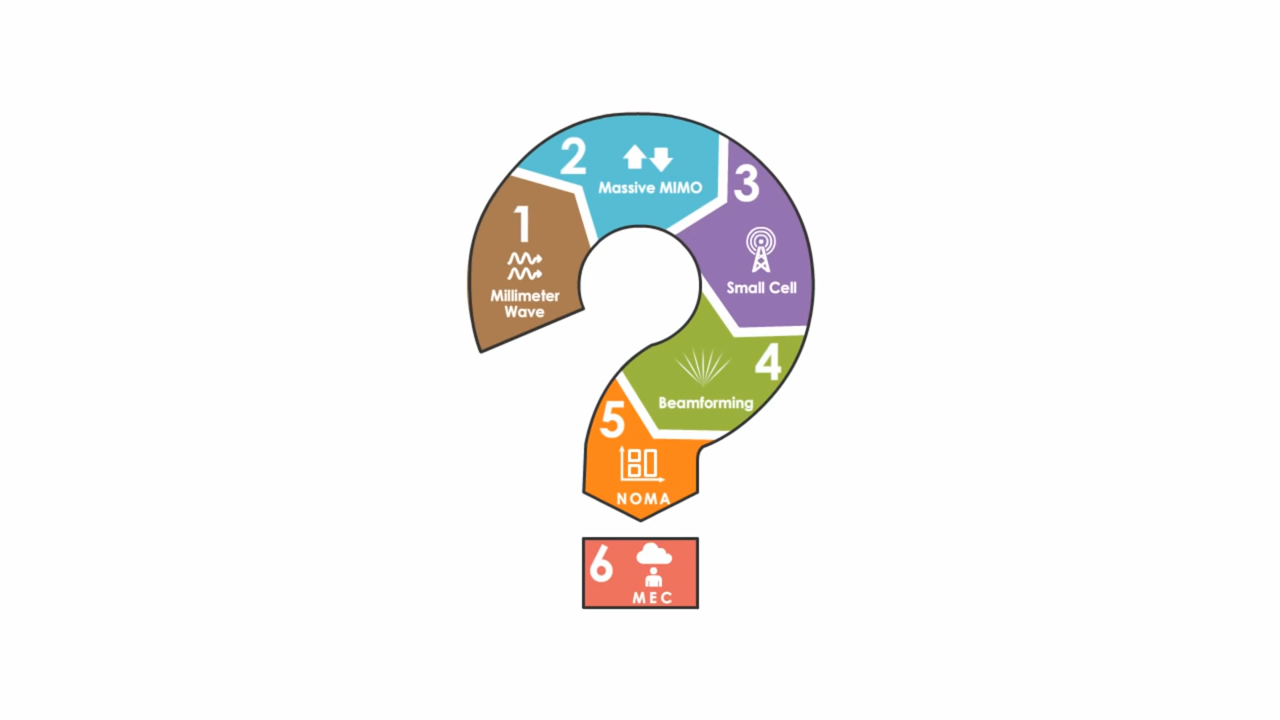 1
Millimeter
Wave
2
Massive MIMO
3
Small Cell
4
Beamforming
5
NOMA
6
MEC